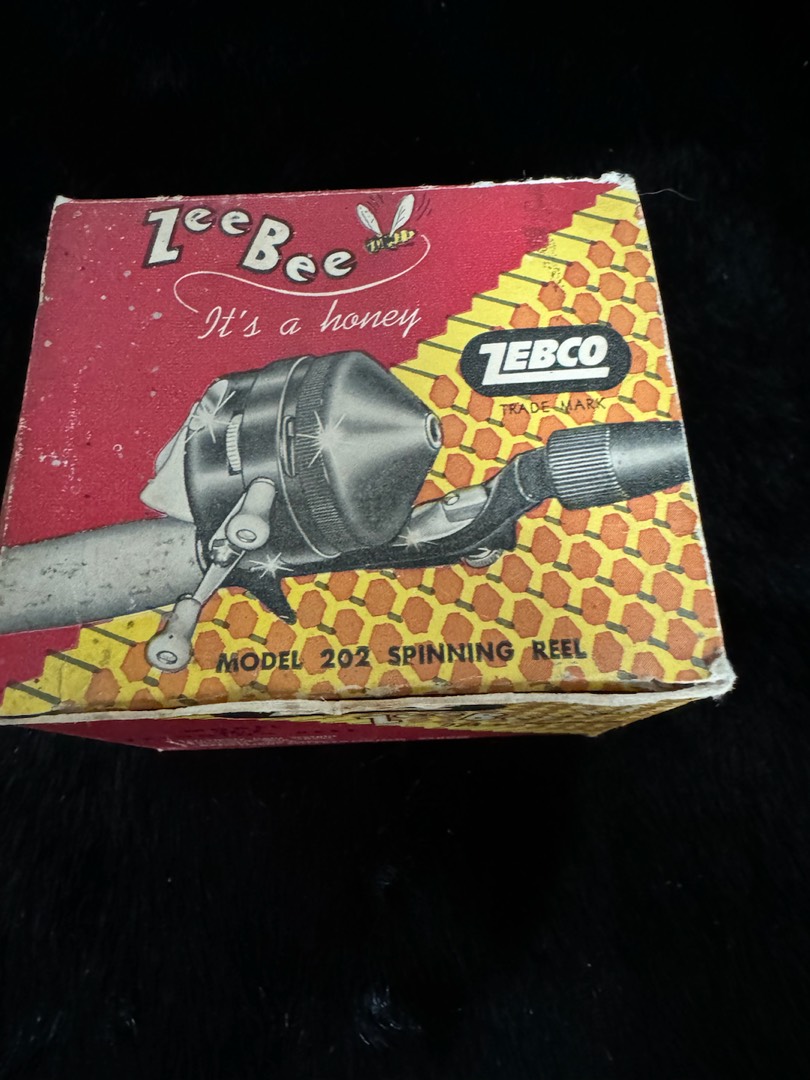 ZeeBee
It's a honey
ZEBCO
TRADE MARK
MODEL 202 SPINNING REEL